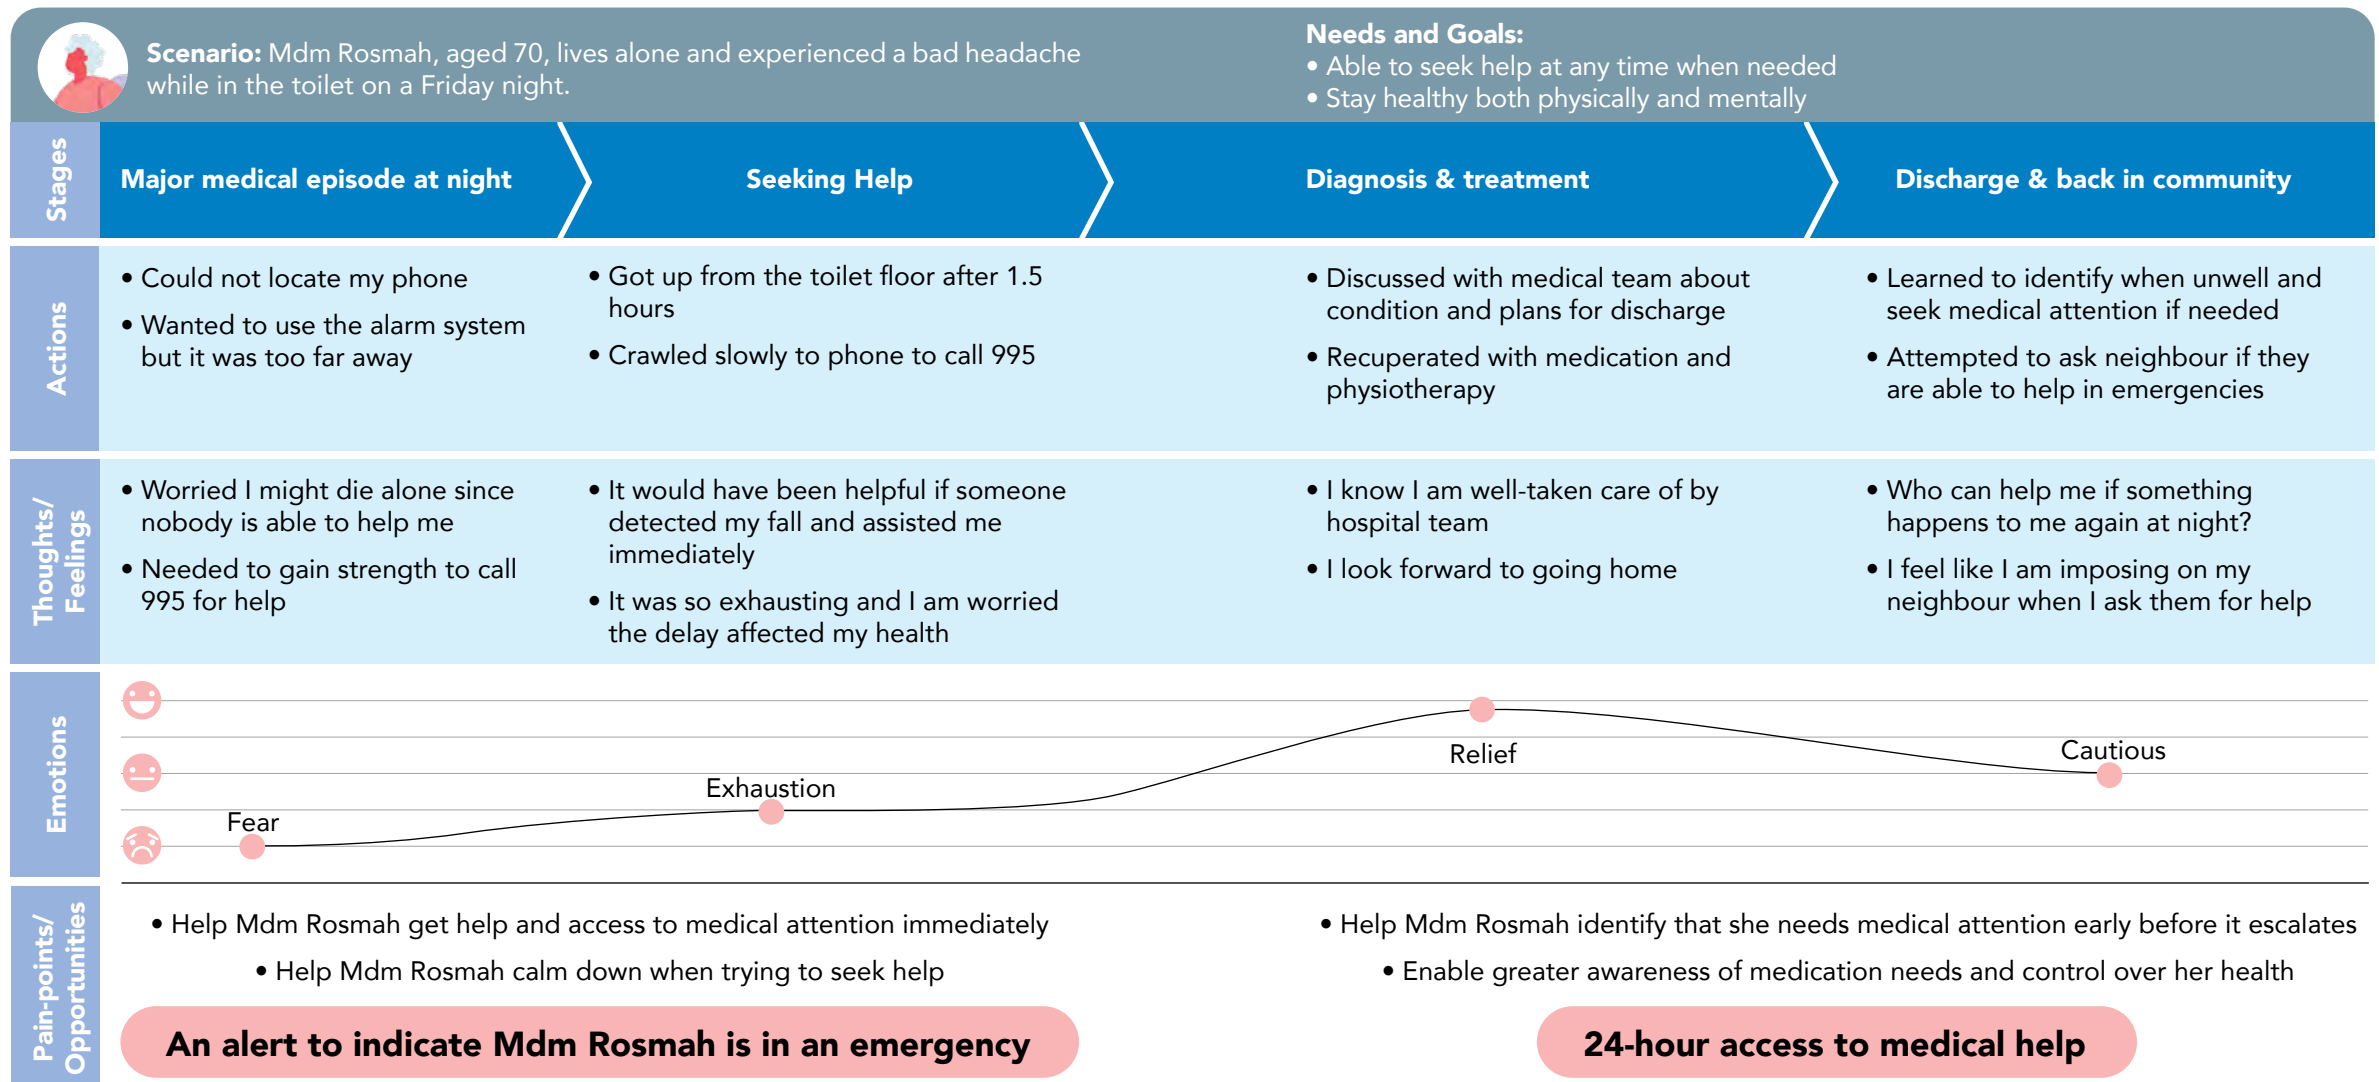 Scenario: Mdm Rosmah, aged 70, lives alone and experienced a bad headache
while in the toilet on a Friday night.
Needs and Goals:
• Able to seek help at any time when needed
• Stay healthy both physically and mentally
Stages
Major medical episode at night
Seeking Help
Diagnosis & treatment
Discharge & back in community
Actions
• Could not locate my phone
• Wanted to use the alarm system
but it was too far away
• Got up from the toilet floor after 1.5
hours
• Crawled slowly to phone to call 995
• Discussed with medical team about
condition and plans for discharge
• Recuperated with medication and
physiotherapy
• Learned to identify when unwell and
seek medical attention if needed
• Attempted to ask neighbour if they
are able to help in emergencies
Thoughts/
Feelings
• Worried I might die alone since
nobody is able to help me
• Needed to gain strength to call
995 for help
• It would have been helpful if someone
detected my fall and assisted me
immediately
• It was so exhausting and I am worried
the delay affected my health
• I know I am well-taken care of by
hospital team
• I look forward to going home
• Who can help me if something
happens to me again at night?
• I feel like I am imposing on my
neighbour when I ask them for help
Emotions
Fear
Exhaustion
Relief
Cautious
Pain-points/
Opportunities
• Help Mdm Rosmah get help and access to medical attention immediately
• Help Mdm Rosmah calm down when trying to seek help
An alert to indicate Mdm Rosmah is in an emergency
• Help Mdm Rosmah identify that she needs medical attention early before it escalates
• Enable greater awareness of medication needs and control over her health
24-hour access to medical help